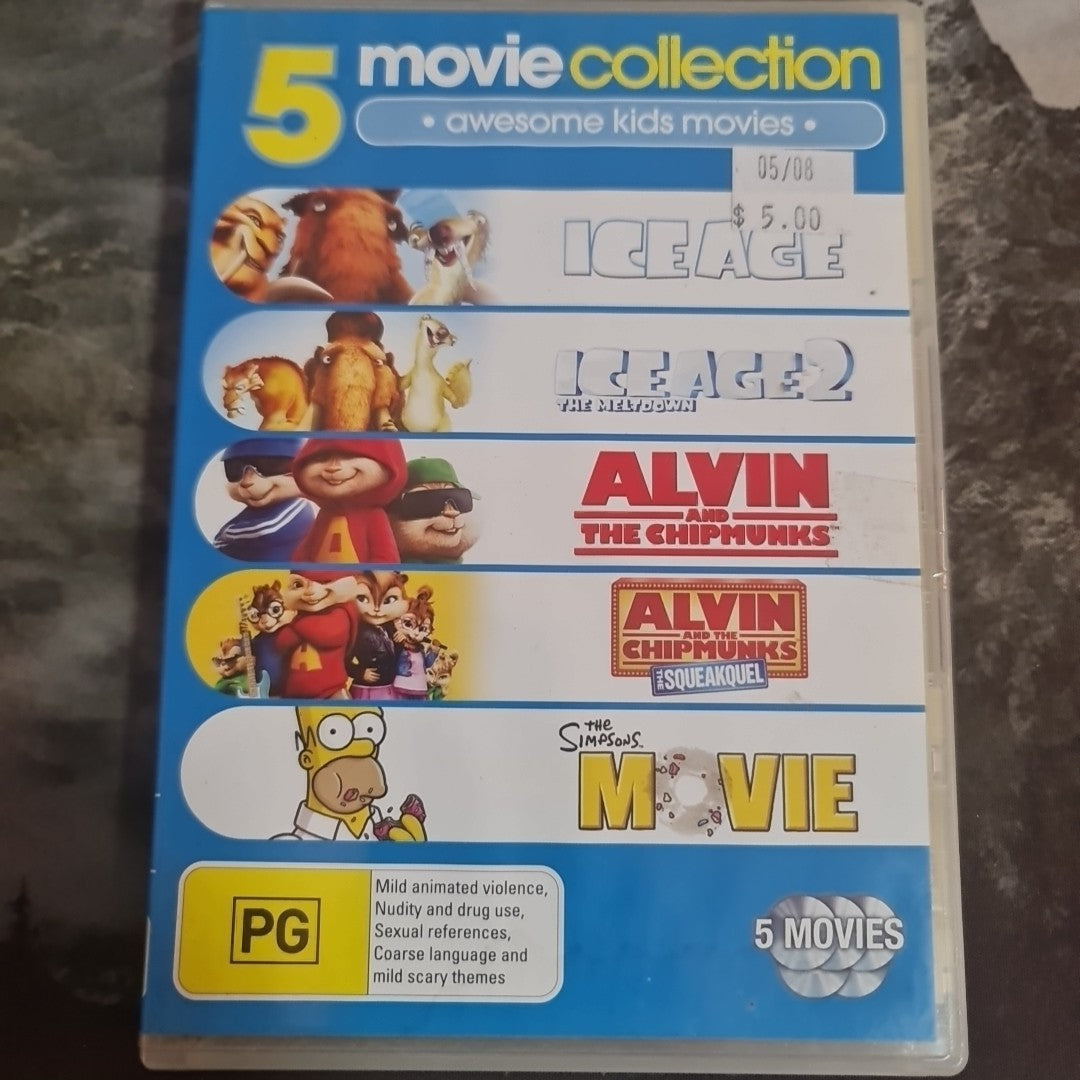 5 movie collection
• awesome kids movies •
05/08
$ 5.00
ICE AGE
ICE AGE 2
THE MELTDOWN
ALVIN
AND
THE CHIPMUNKS™
A
ALVIN
AND THE
CHIPMUNKS
THE SQUEAKQUEL
A
THE
SIMPSONS™
MOVIE
PG
Mild animated violence,
Nudity and drug use,
Sexual references,
Coarse language and
mild scary themes
5 MOVIES